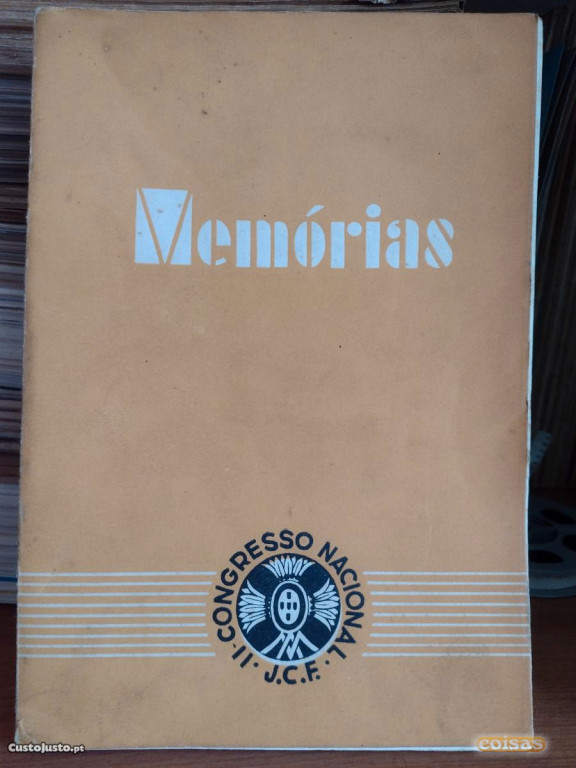 Memórias
II · CONGRESSO NACIONAL · J.C.F.
CustoJusto.pt
coisas